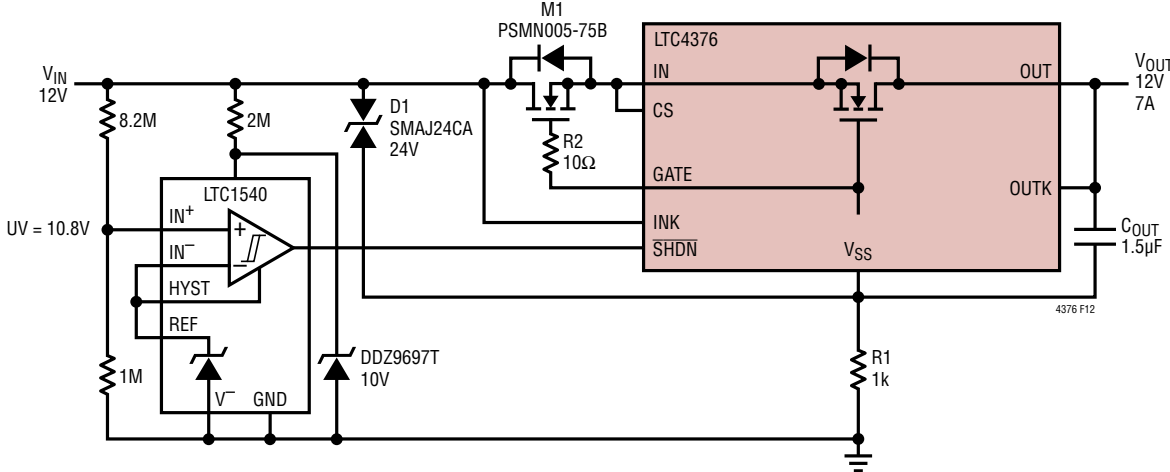 M1
PSMN005-75B
LTC4376
V_IN
12V
IN
OUT
V_OUT
12V
7A
8.2M
2M
D1
SMAJ24CA
24V
CS
R2
10Ω
LTC1540
GATE
OUTK
UV = 10.8V
IN⁺
+
INK
C_OUT
1.5µF
IN⁻
–
S̅H̅D̅N̅
V_SS
HYST
4376 F12
REF
DDZ9697T
10V
R1
1k
1M
V⁻
GND